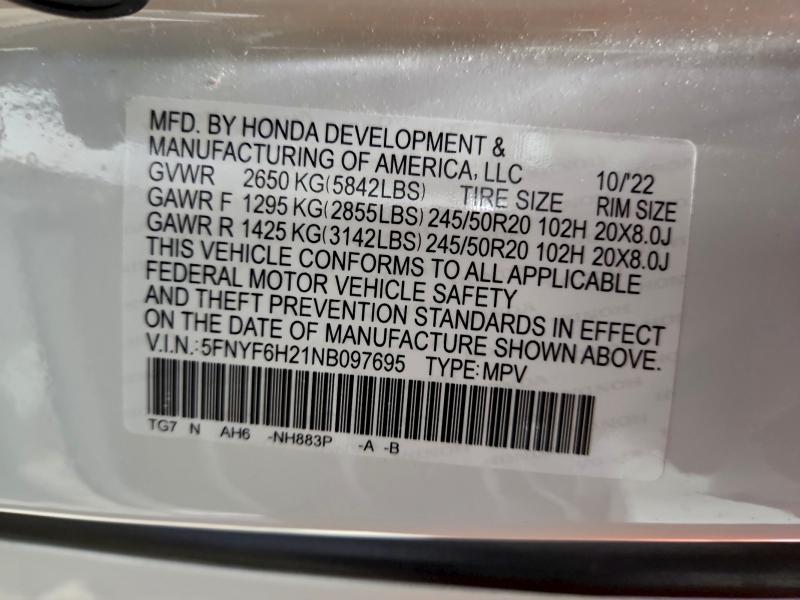 MFD. BY HONDA DEVELOPMENT &
MANUFACTURING OF AMERICA, LLC 10/'22
GVWR 2650 KG(5842LBS) TIRE SIZE RIM SIZE
GAWR F 1295 KG(2855LBS) 245/50R20 102H 20X8.0J
GAWR R 1425 KG(3142LBS) 245/50R20 102H 20X8.0J
THIS VEHICLE CONFORMS TO ALL APPLICABLE
FEDERAL MOTOR VEHICLE SAFETY
AND THEFT PREVENTION STANDARDS IN EFFECT
ON THE DATE OF MANUFACTURE SHOWN ABOVE.
V.I.N.:5FNYF6H21NB097695 TYPE:MPV
TG7 N AH6 -NH883P -A -B